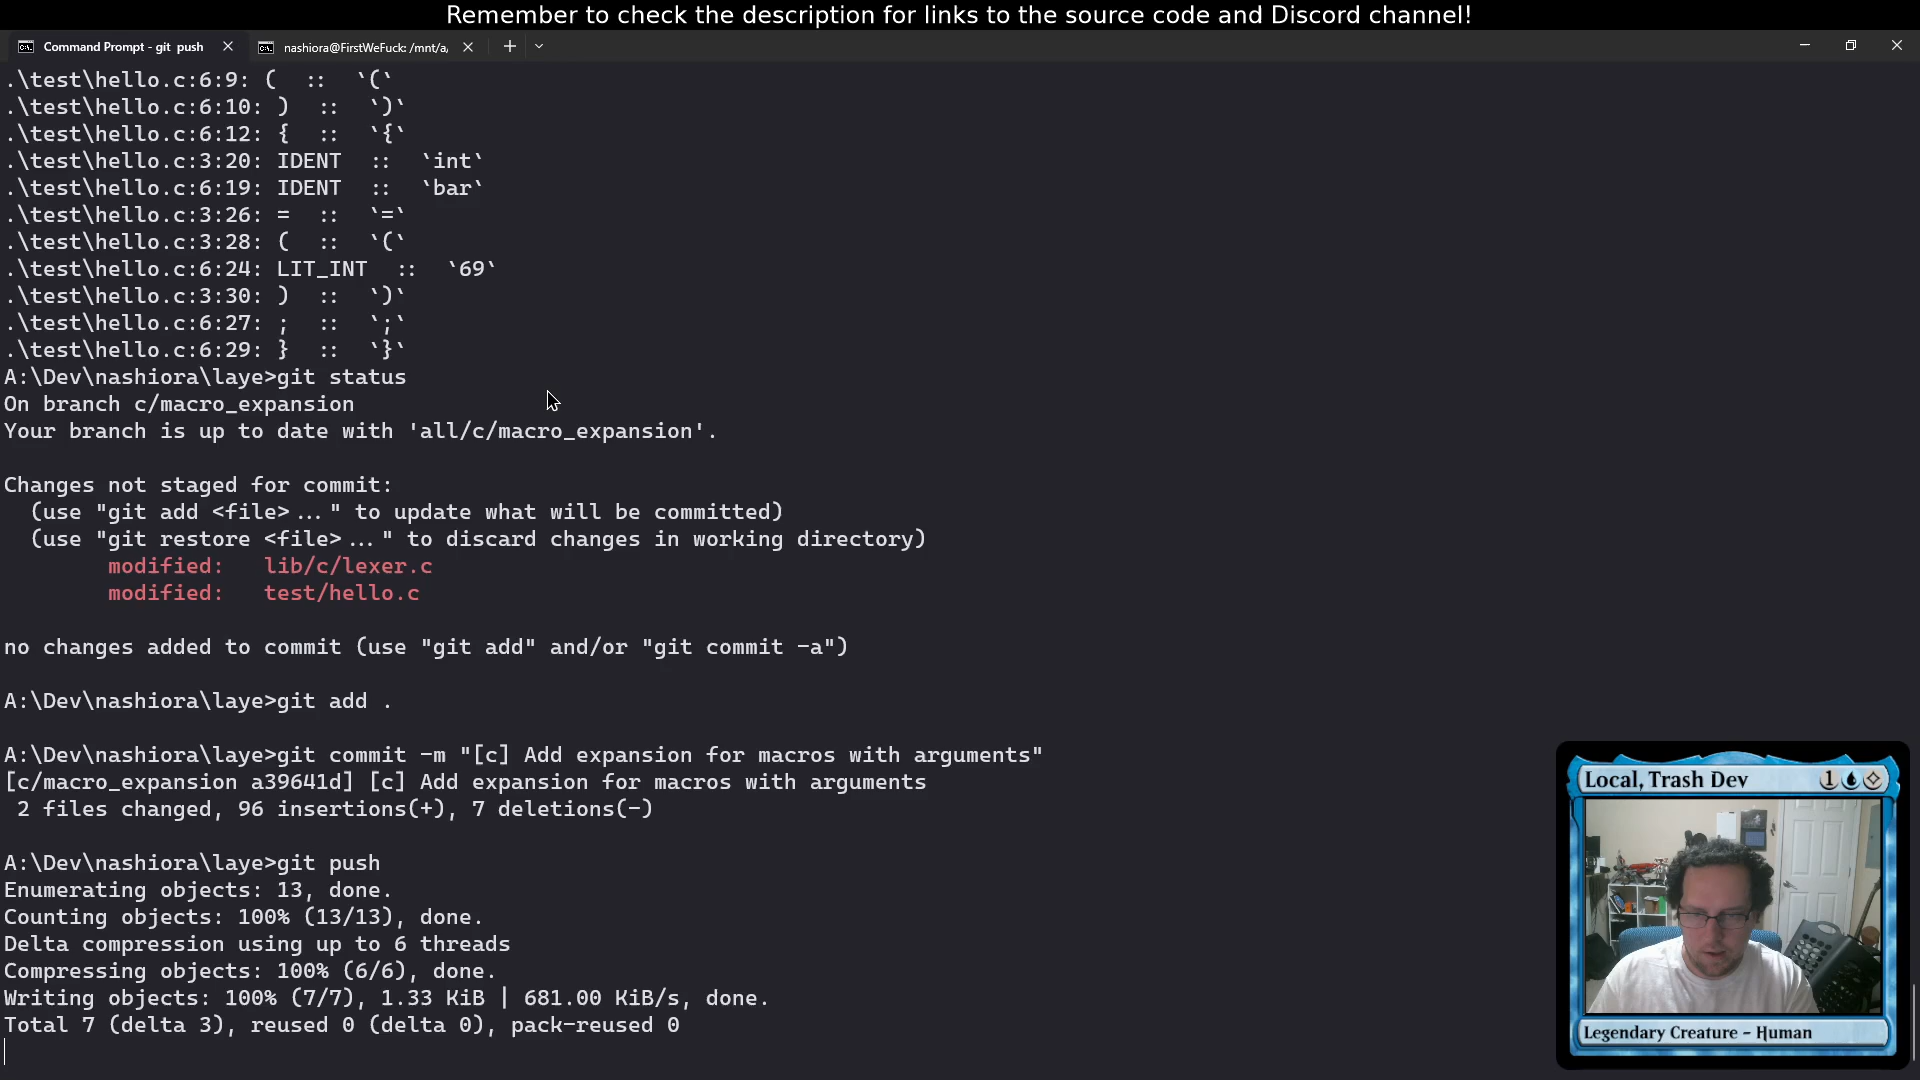 Remember to check the description for links to the source code and Discord channel!
Command Prompt - git push
nashiora@FirstWeFuck: /mnt/a,
.\test\hello.c:6:9: (  ::  `(`
.\test\hello.c:6:10: )  ::  `)`
.\test\hello.c:6:12: {  ::  `{`
.\test\hello.c:3:20: IDENT  ::  `int`
.\test\hello.c:6:19: IDENT  ::  `bar`
.\test\hello.c:3:26: =  ::  `=`
.\test\hello.c:3:28: (  ::  `(`
.\test\hello.c:6:24: LIT_INT  ::  `69`
.\test\hello.c:3:30: )  ::  `)`
.\test\hello.c:6:27: ;  ::  `;`
.\test\hello.c:6:29: }  ::  `}`
A:\Dev\nashiora\laye>git status
On branch c/macro_expansion
Your branch is up to date with 'all/c/macro_expansion'.
Changes not staged for commit:
(use "git add <file>..." to update what will be committed)
(use "git restore <file>..." to discard changes in working directory)
modified:   lib/c/lexer.c
modified:   test/hello.c
no changes added to commit (use "git add" and/or "git commit -a")
A:\Dev\nashiora\laye>git add .
A:\Dev\nashiora\laye>git commit -m "[c] Add expansion for macros with arguments"
[c/macro_expansion a39641d] [c] Add expansion for macros with arguments
2 files changed, 96 insertions(+), 7 deletions(-)
A:\Dev\nashiora\laye>git push
Enumerating objects: 13, done.
Counting objects: 100% (13/13), done.
Delta compression using up to 6 threads
Compressing objects: 100% (6/6), done.
Writing objects: 100% (7/7), 1.33 KiB | 681.00 KiB/s, done.
Total 7 (delta 3), reused 0 (delta 0), pack-reused 0
Local, Trash Dev 1
Legendary Creature - Human